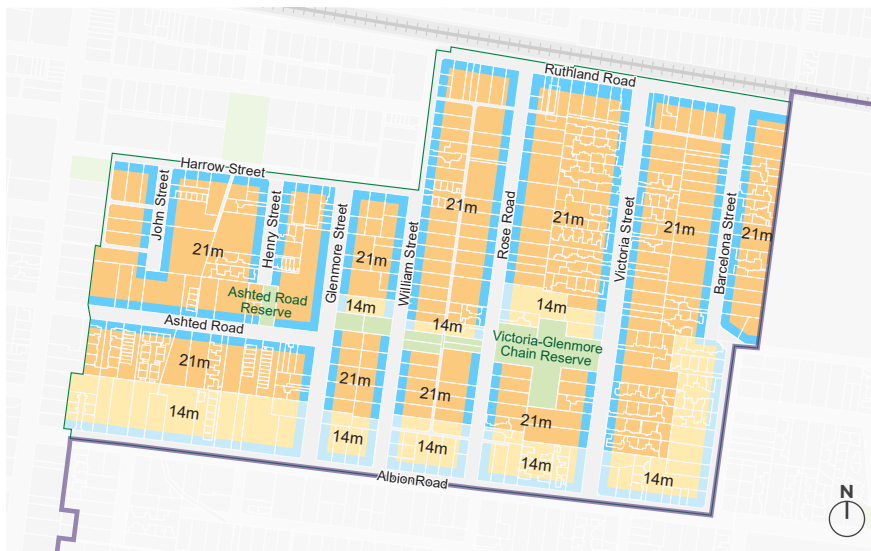 Ruthland Road
Harrow Street
John Street
Henry Street
Glenmore Street
William Street
Rose Road
Victoria Street
Barcelona Street
21m
21m
21m
21m
21m
21m
Ashted Road
Reserve
14m
14m
14m
Ashted Road
Victoria-Glenmore
Chain Reserve
21m
21m
21m
21m
14m
14m
14m
14m
14m
AlbionRoad
N